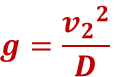 g = v₂² / D